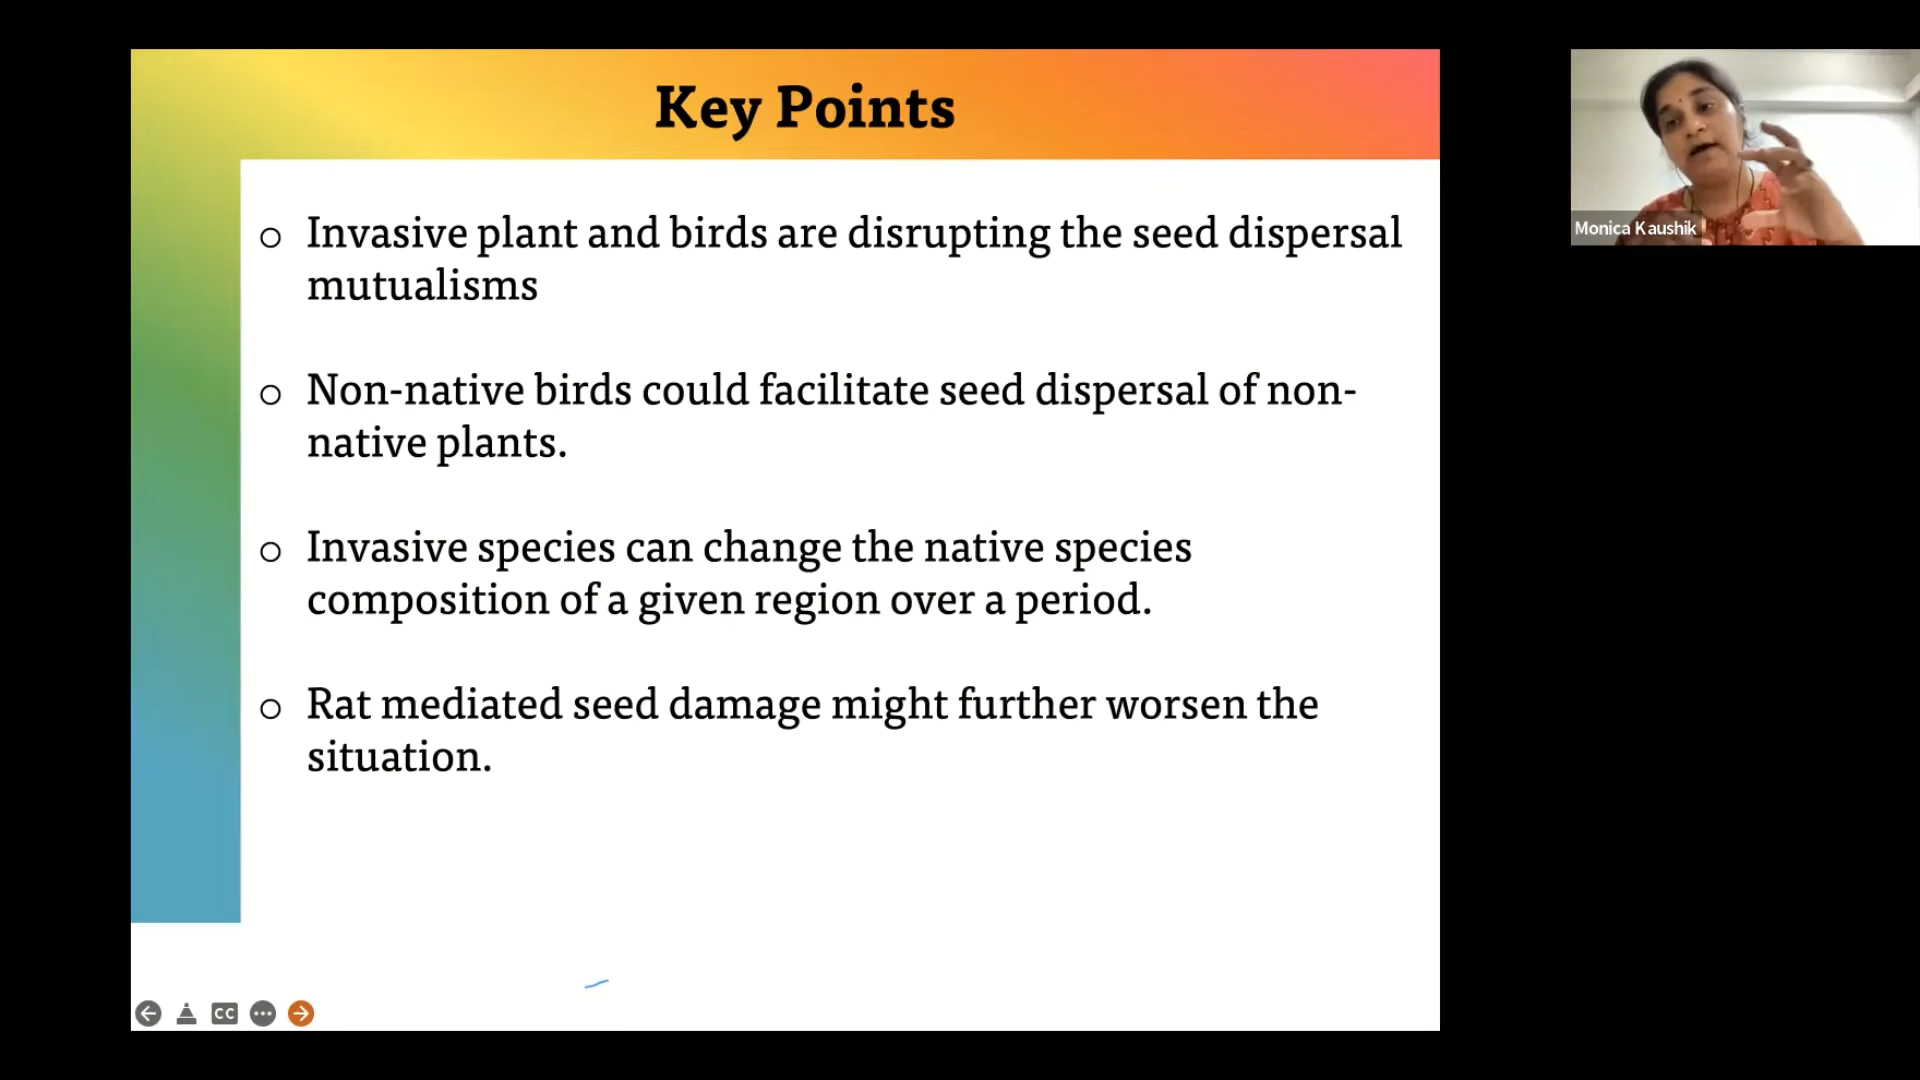 Key Points
Invasive plant and birds are disrupting the seed dispersal
mutualisms
Non-native birds could facilitate seed dispersal of non-
native plants.
Invasive species can change the native species
composition of a given region over a period.
Rat mediated seed damage might further worsen the
situation.
Monica Kaushik
CC